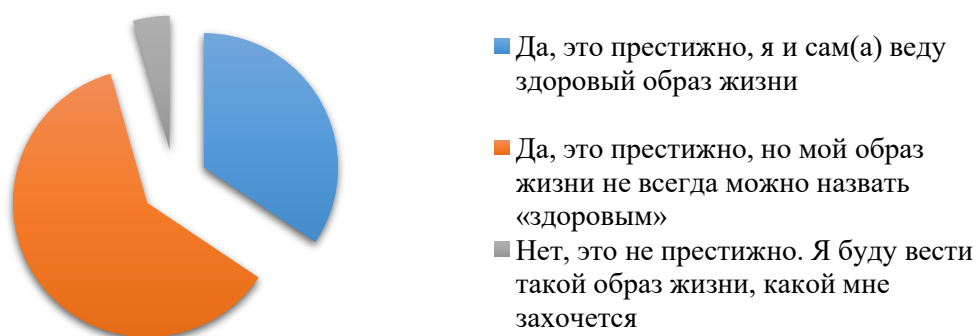 Да, это престижно, я и сам(а) веду
здоровый образ жизни
Да, это престижно, но мой образ
жизни не всегда можно назвать
«здоровым»
Нет, это не престижно. Я буду вести
такой образ жизни, какой мне
захочется